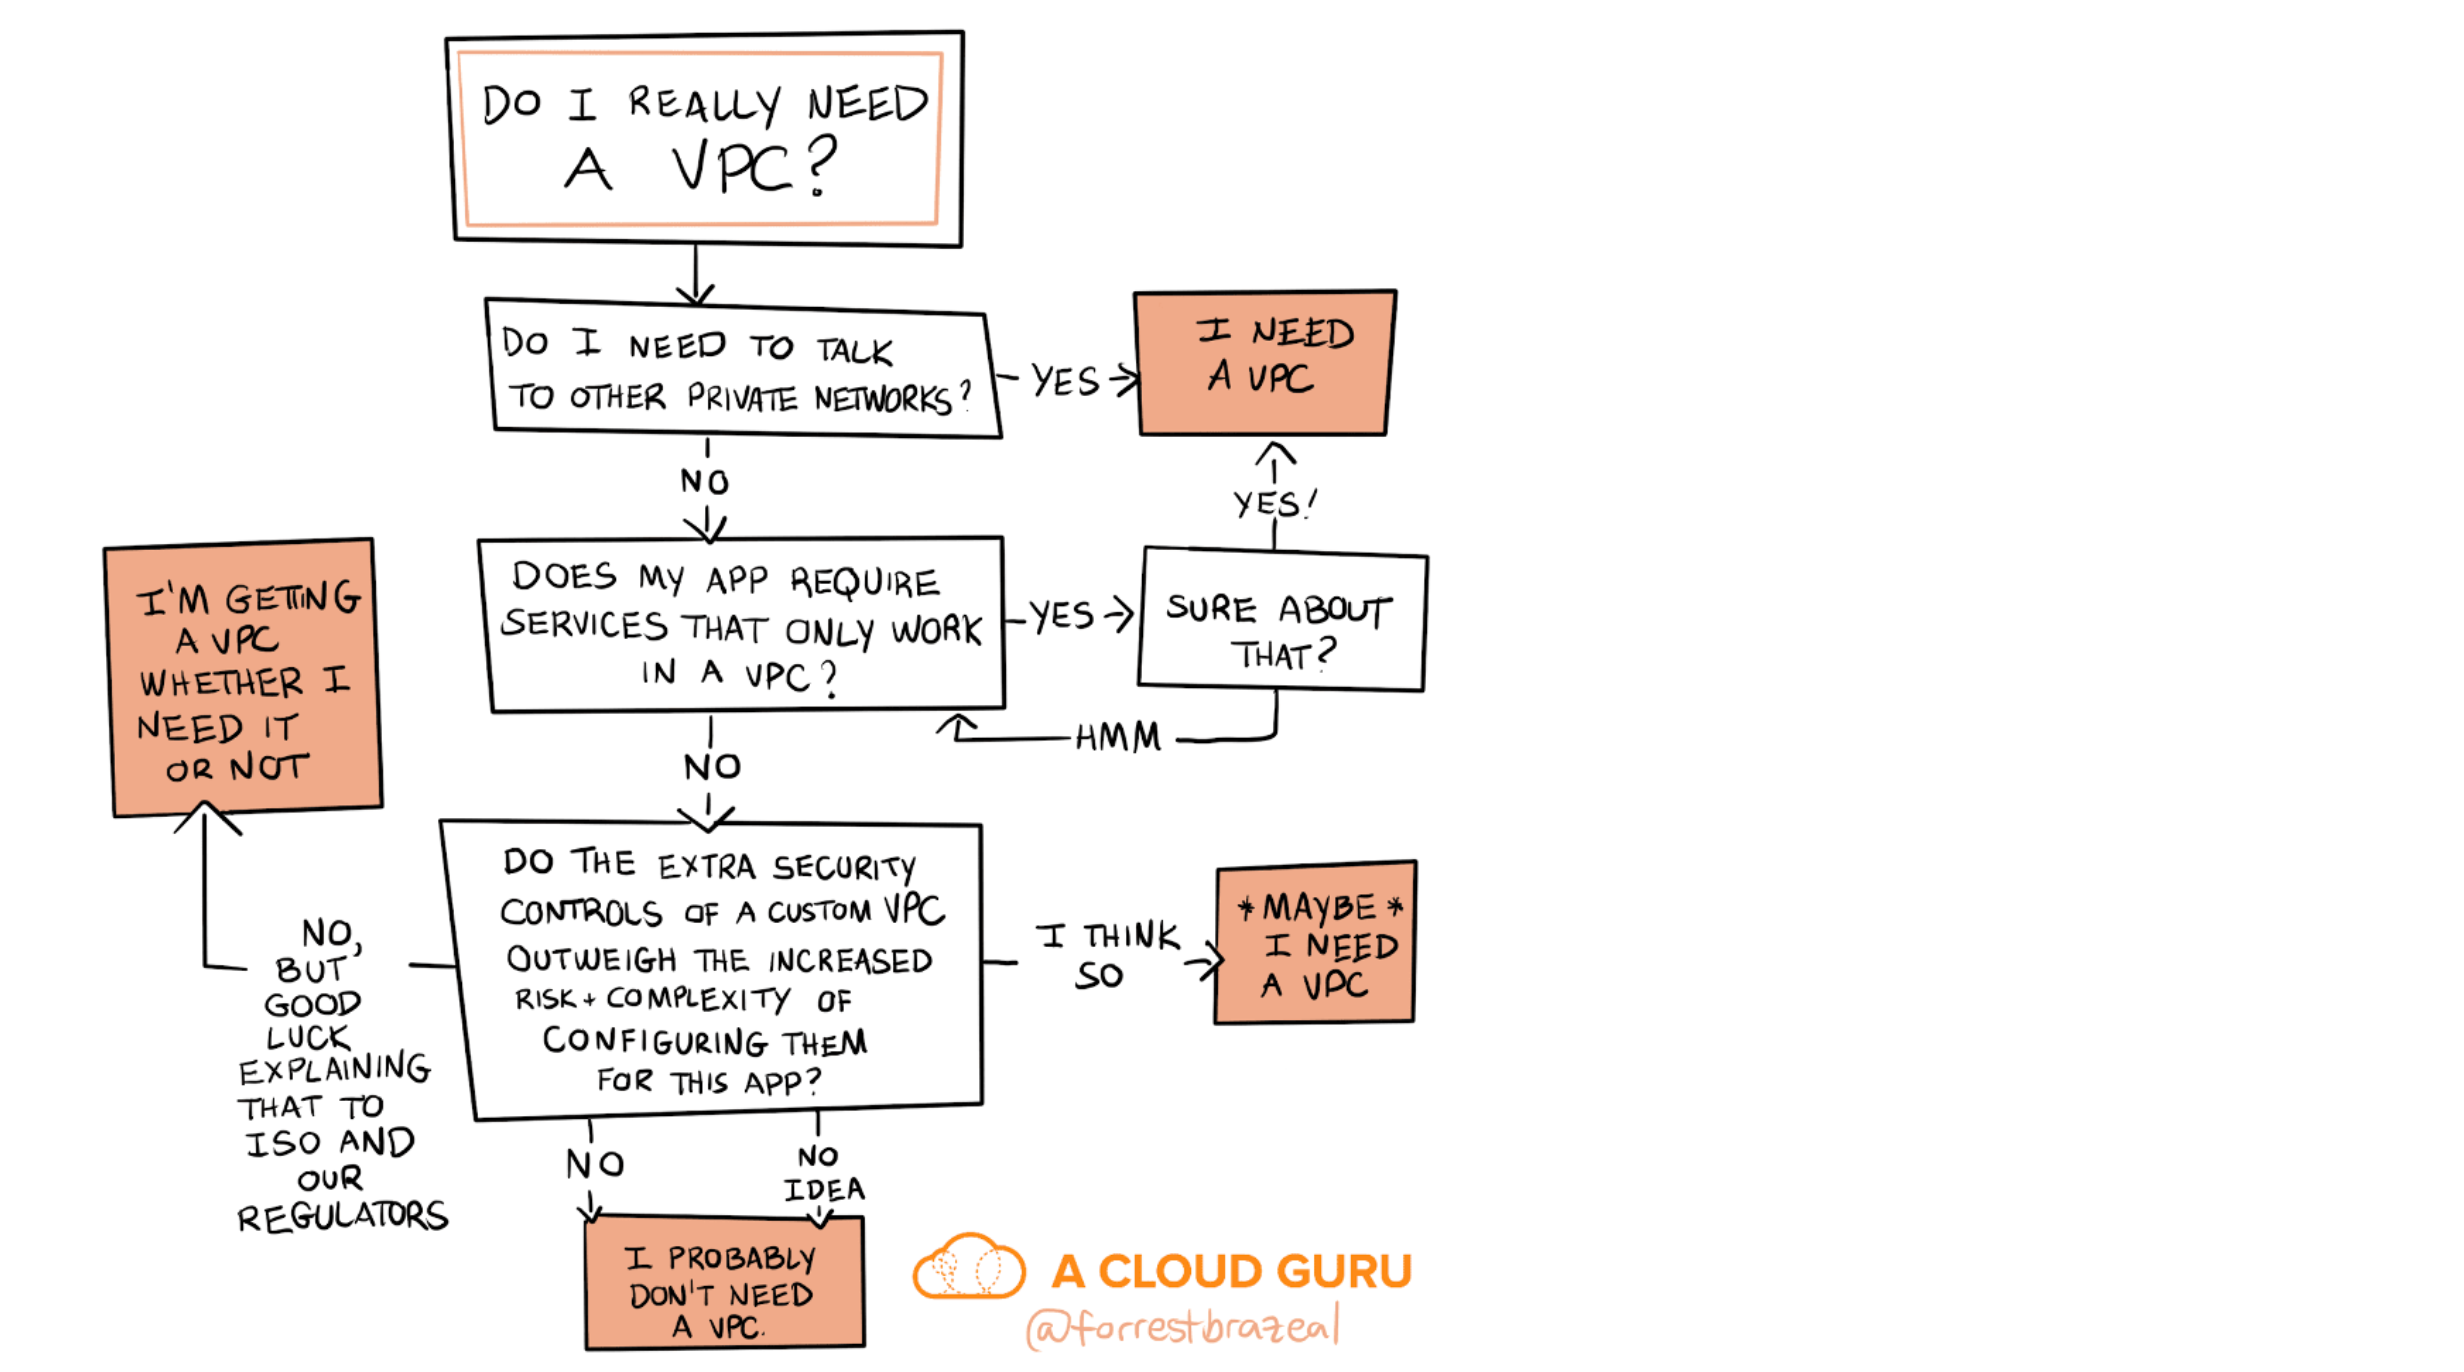 DO I REALLY NEED
A VPC?
DO I NEED TO TALK
TO OTHER PRIVATE NETWORKS?
YES
I NEED
A VPC
NO
YES!
DOES MY APP REQUIRE
SERVICES THAT ONLY WORK
IN A VPC?
YES
SURE ABOUT
THAT?
HMM
NO
I'M GETTING
A VPC
WHETHER I
NEED IT
OR NOT
DO THE EXTRA SECURITY
CONTROLS OF A CUSTOM VPC
OUTWEIGH THE INCREASED
RISK + COMPLEXITY OF
CONFIGURING THEM
FOR THIS APP?
I THINK
SO
*MAYBE*
I NEED
A VPC
NO,
BUT
GOOD
LUCK
EXPLAINING
THAT TO
ISO AND
OUR
REGULATORS
NO
NO
IDEA
I PROBABLY
DON'T NEED
A VPC.
A CLOUD GURU
@forrestbrazeal